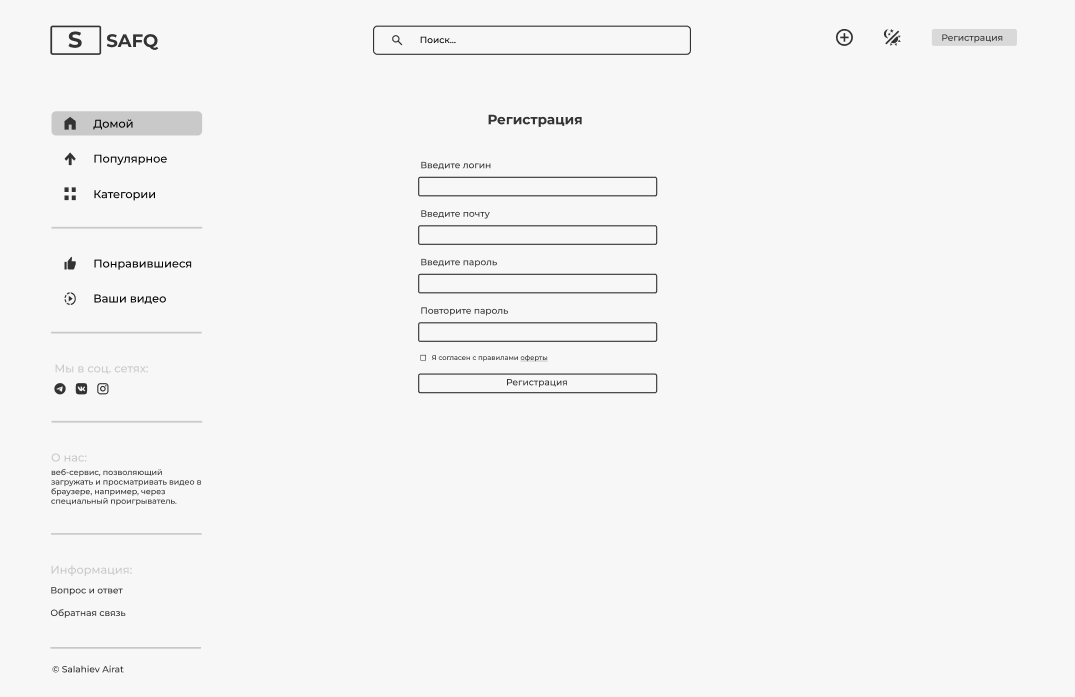 S SAFQ
Поиск...
Регистрация
Домой
Популярное
Категории
Понравившиеся
Ваши видео
Мы в соц. сетях:
О нас:
веб-сервис, позволяющий
загружать и просматривать видео в
браузере, например, через
специальный проигрыватель.
Информация:
Вопрос и ответ
Обратная связь
© Salahiev Airat
Регистрация
Введите логин
Введите почту
Введите пароль
Повторите пароль
Я согласен с правилами оферты
Регистрация